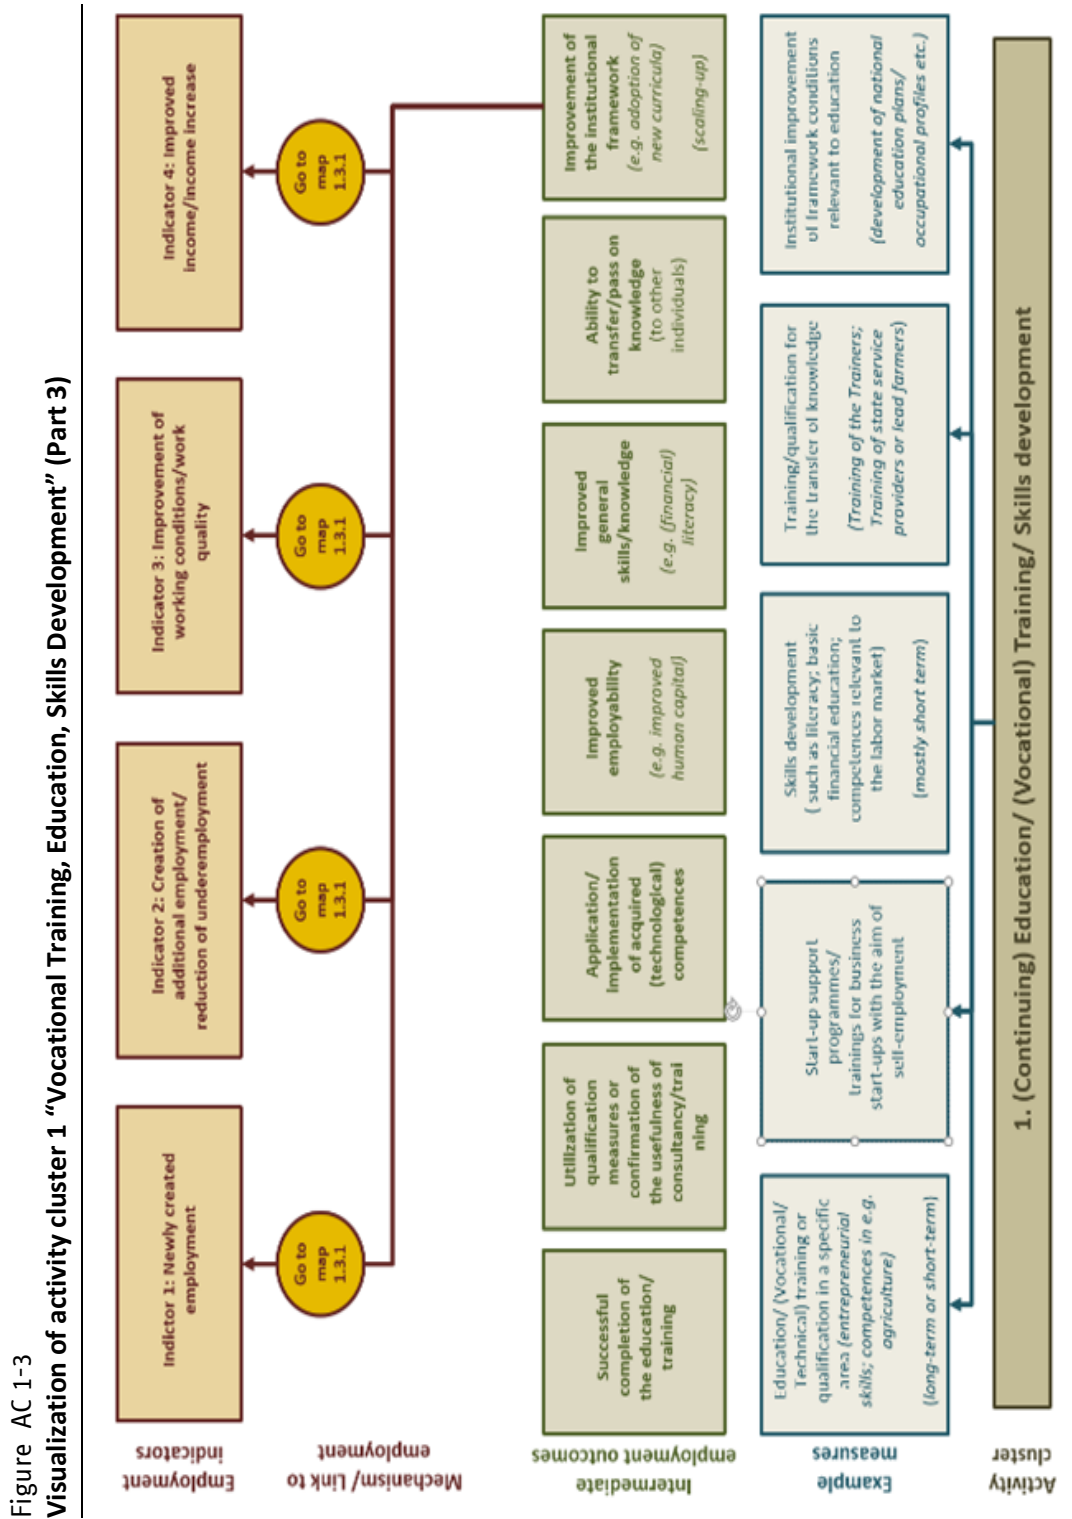 Figure AC 1-3
Visualization of activity cluster 1 “Vocational Training, Education, Skills Development” (Part 3)
Employment
indicators
Indictor 1: Newly created
employment
Indicator 2: Creation of
additional employment/
reduction of underemployment
Indicator 3: Improvement of
working conditions/work
quality
Indicator 4: Improved
income/income increase
Mechanism/Link to
employment
Go to
map
1.3.1
Go to
map
1.3.1
Go to
map
1.3.1
Go to
map
1.3.1
Intermediate
employment outcomes
Successful
completion of
the education/
training
Utilization of
qualification
measures or
confirmation of
the usefulness of
consultancy/trai
ning
Application/
Implementation
of acquired
(technological)
competences
Improved
employability
(e.g. improved
human capital)
Improved
general
skills/knowledge
(e.g. (financial)
literacy)
Ability to
transfer/pass on
knowledge
(to other
individuals)
Improvement of
the institutional
framework
(e.g. adoption of
new curricula)
(scaling-up)
Example
measures
Education/ (Vocational/
Technical) training or
qualification in a specific
area (entrepreneurial
skills; competences in e.g.
agriculture)
(long-term or short-term)
Start-up support
programmes/
trainings for business
start-ups with the aim of
self-employment
Skills development
( such as literacy; basic
financial education;
competences relevant to
the labor market)
(mostly short term)
Training/qualification for
the transfer of knowledge
(Training of the Trainers;
Training of state service
providers or lead farmers)
Institutional improvement
of framework conditions
relevant to education
(development of national
education plans/
occupational profiles etc.)
Activity
cluster
1. (Continuing) Education/ (Vocational) Training/ Skills development